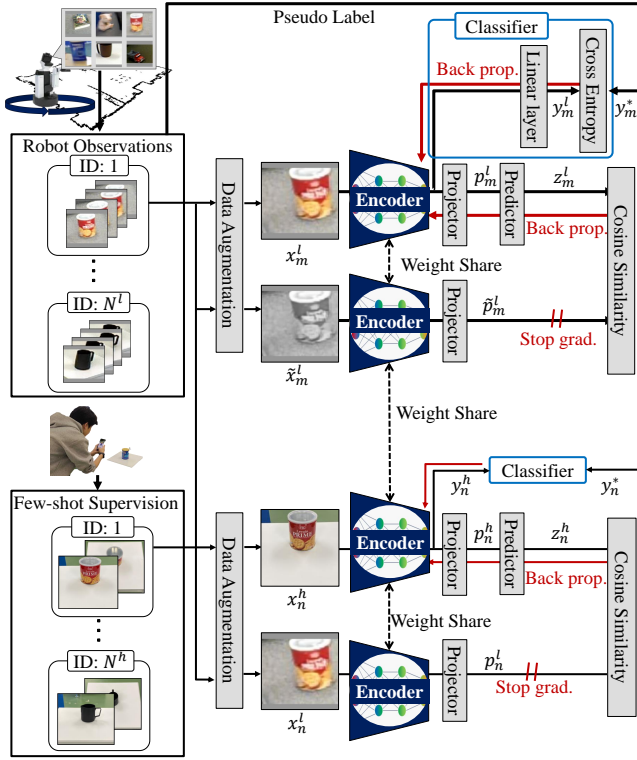 Pseudo Label
Classifier
Back prop.
Linear layer
Cross Entropy
$y_m^l$
$y_m^*$
Robot Observations
ID: 1
ID: $N^l$
Data Augmentation
$x_m^l$
Encoder
Projector
$p_m^l$
Predictor
$z_m^l$
Back prop.
Cosine Similarity
Weight Share
$\tilde{x}_m^l$
Encoder
Projector
$\tilde{p}_m^l$
Stop grad.
Weight Share
Few-shot Supervision
ID: 1
ID: $N^h$
Data Augmentation
PRIME
$x_n^h$
$y_n^h$
Classifier
$y_n^*$
Encoder
Projector
$p_n^h$
Predictor
$z_n^h$
Back prop.
Cosine Similarity
Weight Share
$x_n^l$
Encoder
Projector
$p_n^l$
Stop grad.